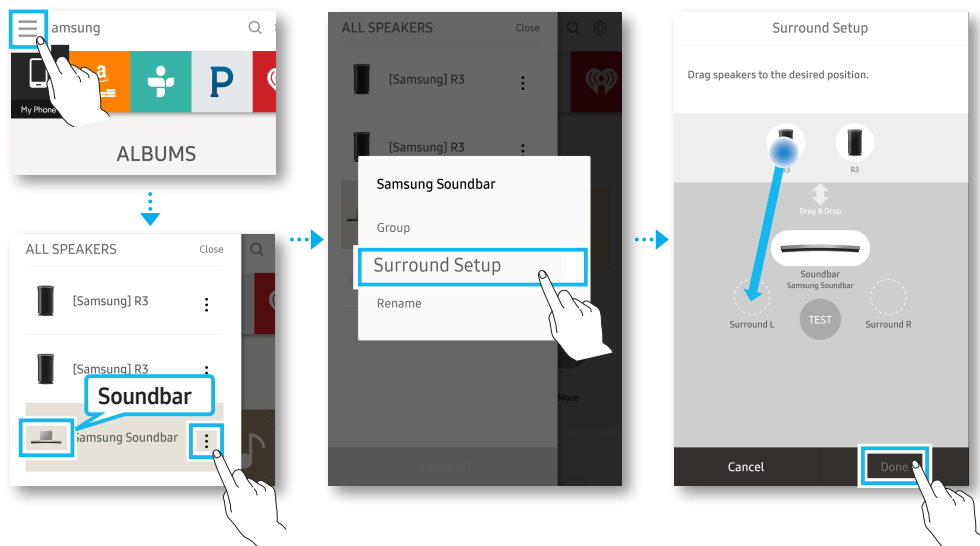 amsung
a
P
My Phone
ALBUMS
ALL SPEAKERS Close
[Samsung] R3
[Samsung] R3
Soundbar
Samsung Soundbar
ALL SPEAKERS Close
[Samsung] R3
[Samsung] R3
Samsung Soundbar
Group
Surround Setup
Rename
More
Surround Setup
Drag speakers to the desired position.
R3 R3
Drag & Drop
Soundbar
Samsung Soundbar
Surround L TEST Surround R
Cancel Done